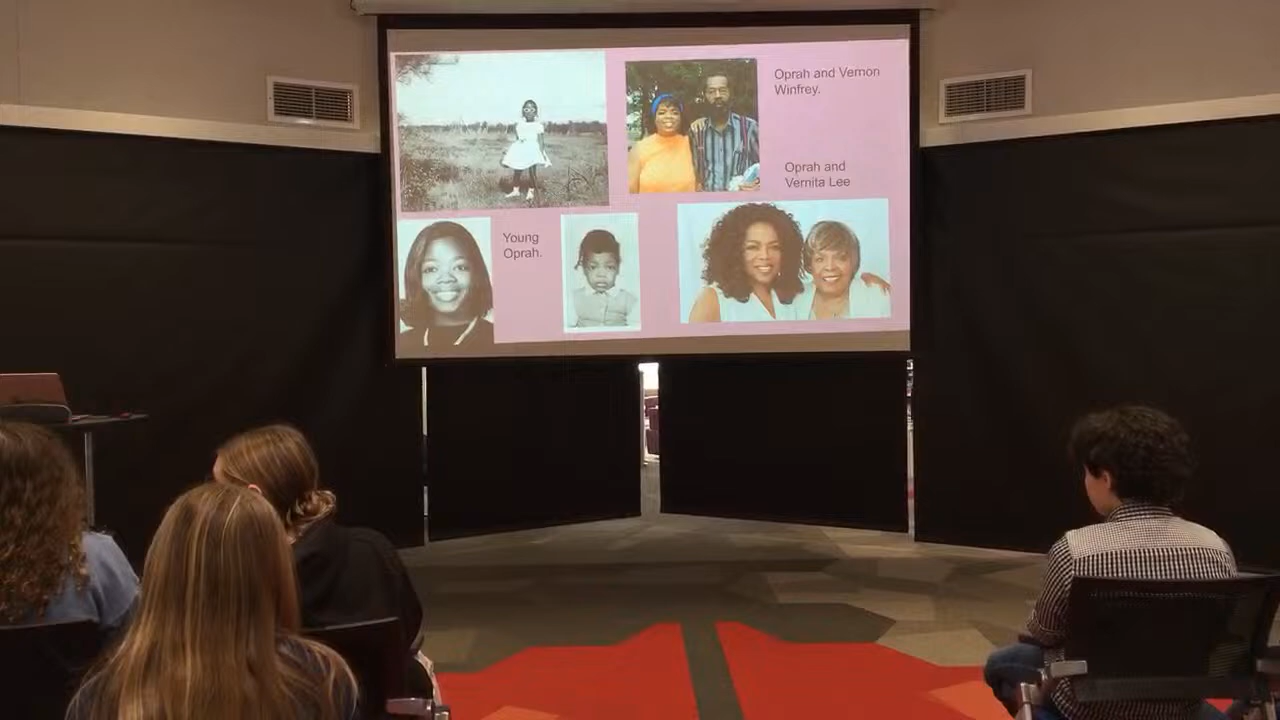 Oprah and Vernon
Winfrey.
Oprah and
Vernita Lee
Young
Oprah.